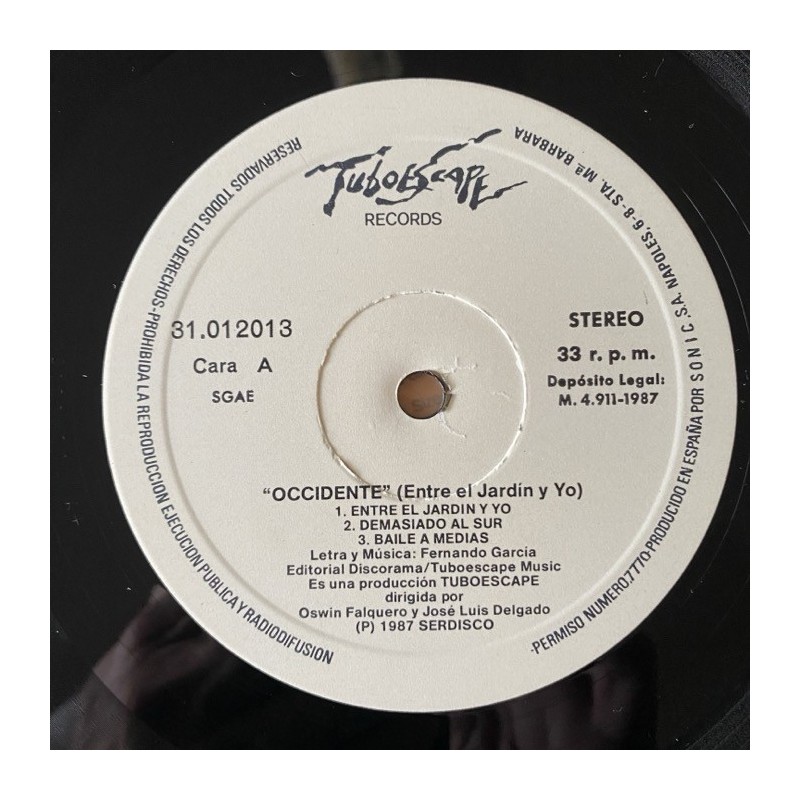 TUBOESCAPE
RECORDS
31.012013
Cara A
SGAE
STEREO
33 r. p. m.
Depósito Legal:
M. 4.911-1987
"OCCIDENTE" (Entre el Jardín y Yo)
1. ENTRE EL JARDIN Y YO
2. DEMASIADO AL SUR
3. BAILE A MEDIAS
Letra y Música: Fernando García
Editorial Discorama/Tuboescape Music
Es una producción TUBOESCAPE
dirigida por
Oswin Falquero y José Luis Delgado
(P) 1987 SERDISCO
RESERVADOS TODOS LOS DERECHOS-PROHIBIDA LA REPRODUCCION EJECUCION PUBLICA Y RADIODIFUSION
-PERMISO NUMERO:7770-PRODUCIDO EN ESPAÑA POR SONIC S.A. NAPOLES, 6-8-STA. Mª BARBARA